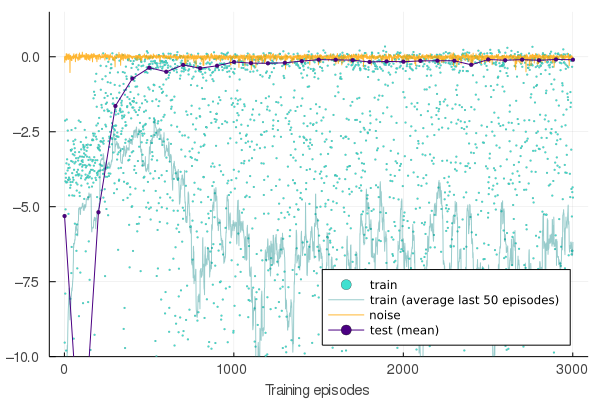 0.0
−2.5
−5.0
−7.5
−10.0
train
train (average last 50 episodes)
noise
test (mean)
0 1000 2000 3000
Training episodes